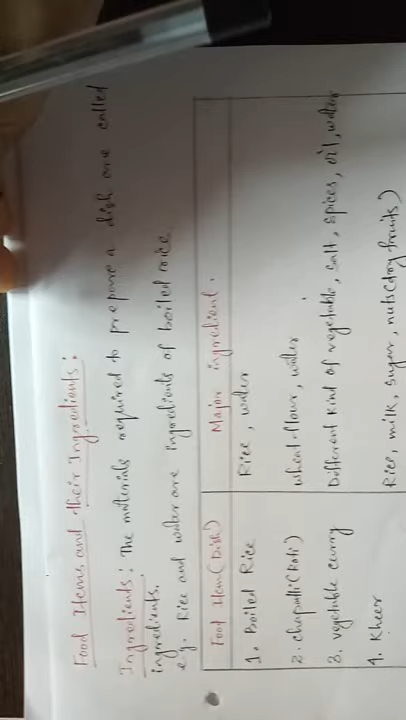 Food Items and their Ingredients:
Ingredients: The materials required to prepare a dish are called
ingredients.
e.g. Rice and water are ingredients of boiled rice
Food Item (Dish) Major ingredient.
1. Boiled Rice Rice, water
2. chapatti (Roti) wheat flour, water
3. vegetable curry Different kind of vegetable, salt, spices, oil, water
4. Kheer Rice, milk, sugar, nuts (dry fruits)